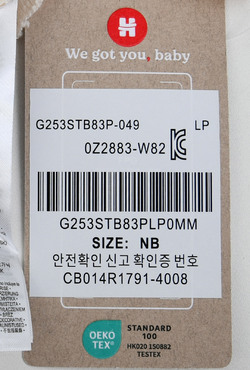 We got you, baby
G253STB83P-049 LP
0Z2883-W82
G253STB83PLP0MM
SIZE: NB
안전확인 신고 확인증 번호
CB014R1791-4008
OEKO
TEX®
STANDARD
100
HK020 150882
TESTEX